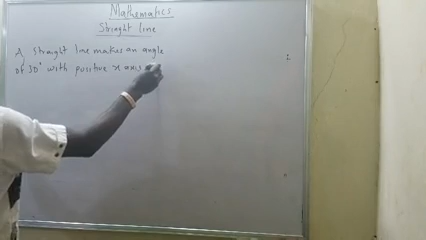 Mathematics
Straight line
A straight line makes an angle
of 30° with positive x axis